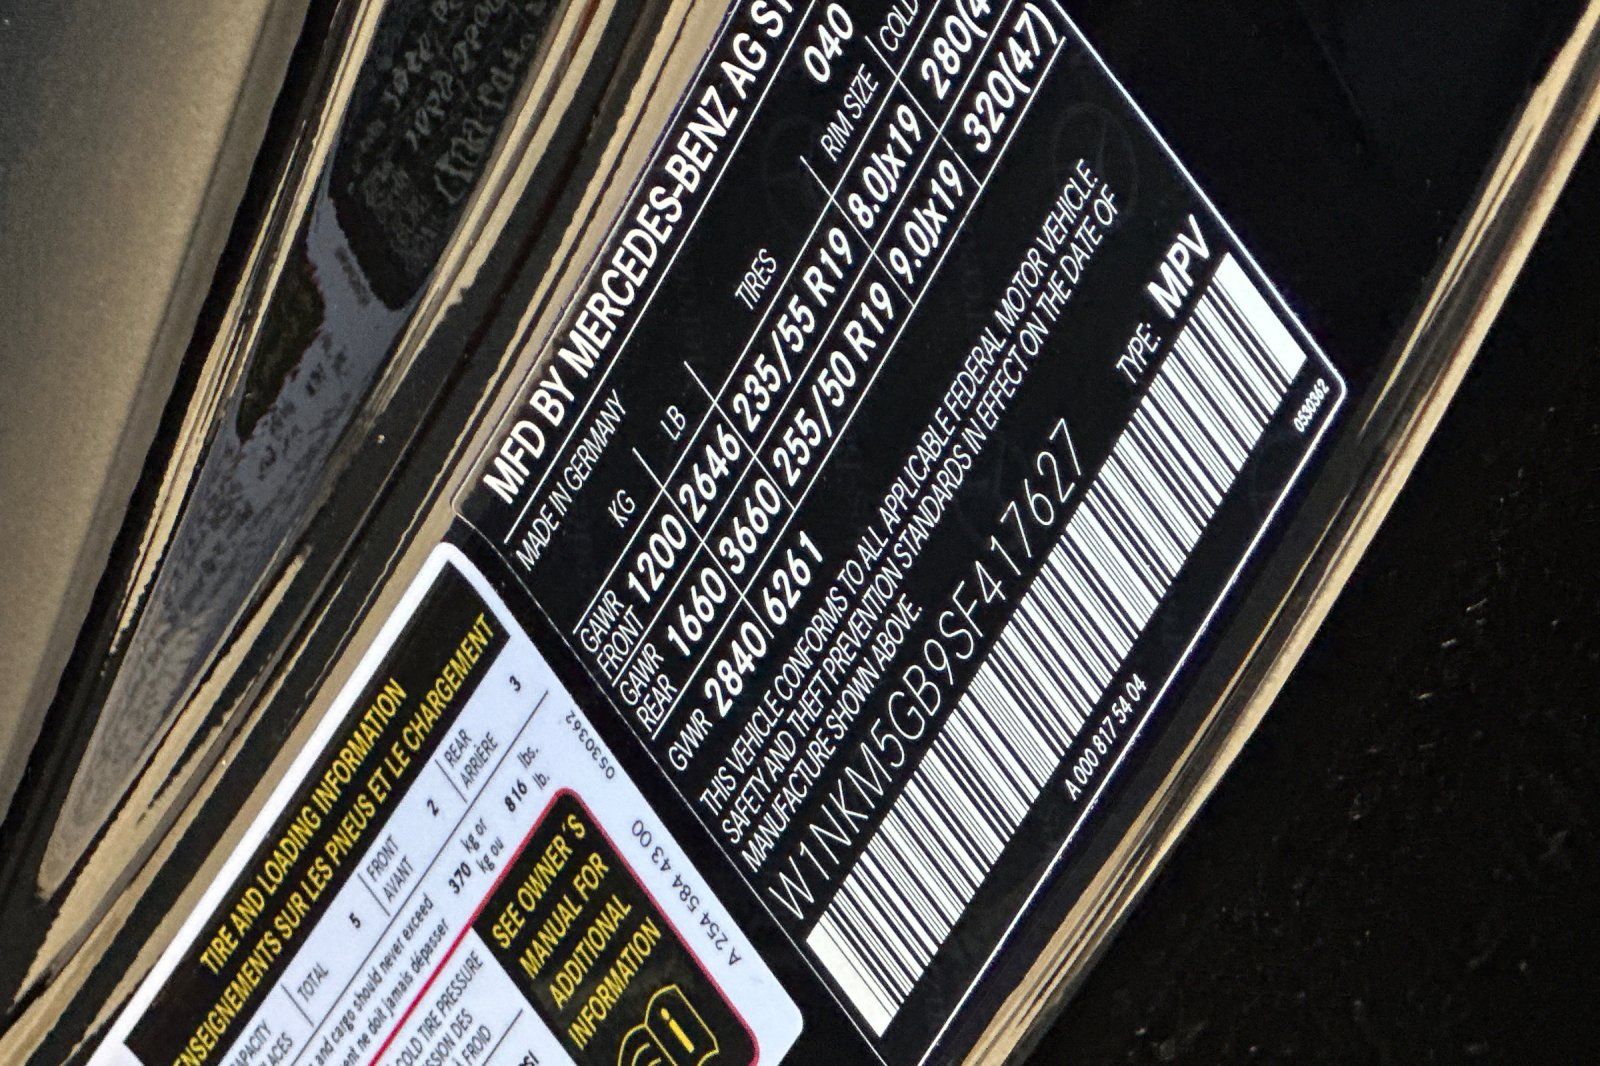 MFD BY MERCEDES-BENZ AG
MADE IN GERMANY
040
KG LB TIRES RIM SIZE COLD
GAWR FRONT 1200 2646 235/55 R19 8.0Jx19 280(4
GAWR REAR 1660 3660 255/50 R19 9.0Jx19 320(47)
GVWR 2840 6261
THIS VEHICLE CONFORMS TO ALL APPLICABLE FEDERAL MOTOR VEHICLE
SAFETY AND THEFT PREVENTION STANDARDS IN EFFECT ON THE DATE OF
MANUFACTURE SHOWN ABOVE.
W1NKM5GB9SF417627 TYPE: MPV
A 000 817 54 04
0530362
TIRE AND LOADING INFORMATION
ENSEIGNEMENTS SUR LES PNEUS ET LE CHARGEMENT
TOTAL 5 FRONT 2 REAR 3
AVANT ARRIÈRE
and cargo should never exceed 370 kg or 816 lbs.
ne doit jamais dépasser kg ou lb.
0530362
COLD TIRE PRESSURE
SEE OWNER'S
MANUAL FOR
ADDITIONAL
INFORMATION
i
A 254 584 43 00